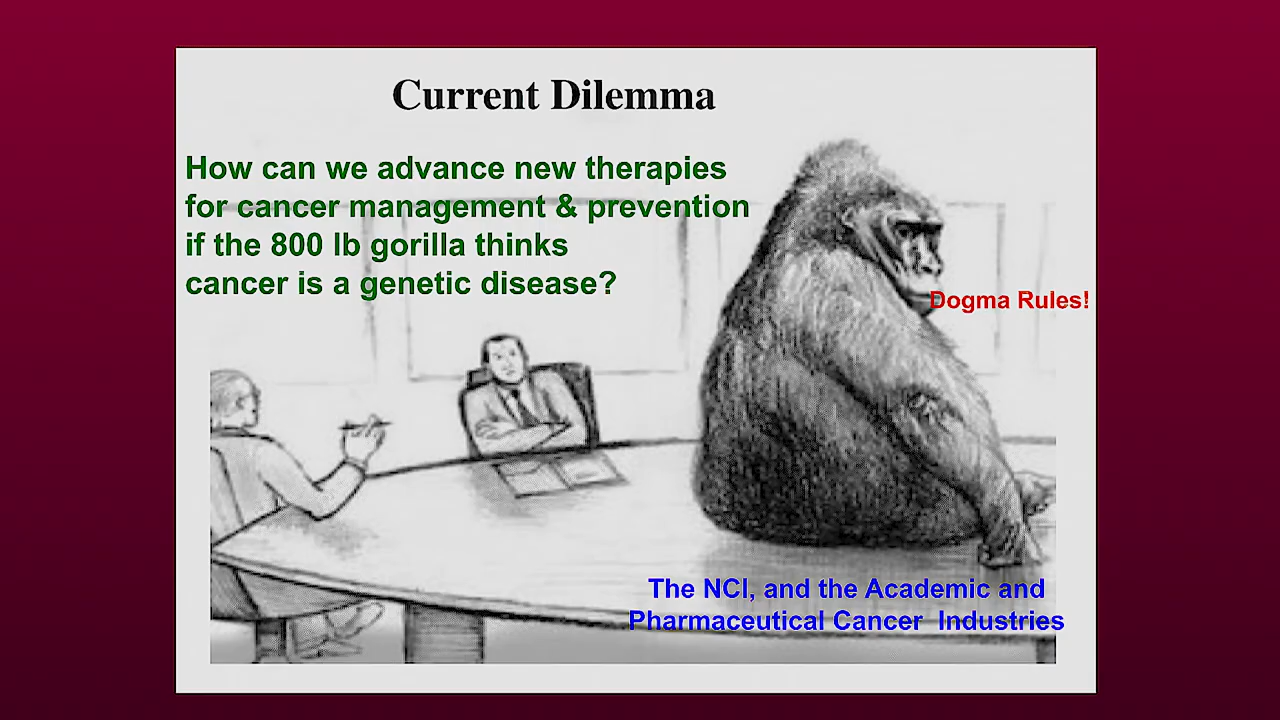 Current Dilemma
How can we advance new therapies
for cancer management & prevention
if the 800 lb gorilla thinks
cancer is a genetic disease?
Dogma Rules!
The NCI, and the Academic and
Pharmaceutical Cancer Industries